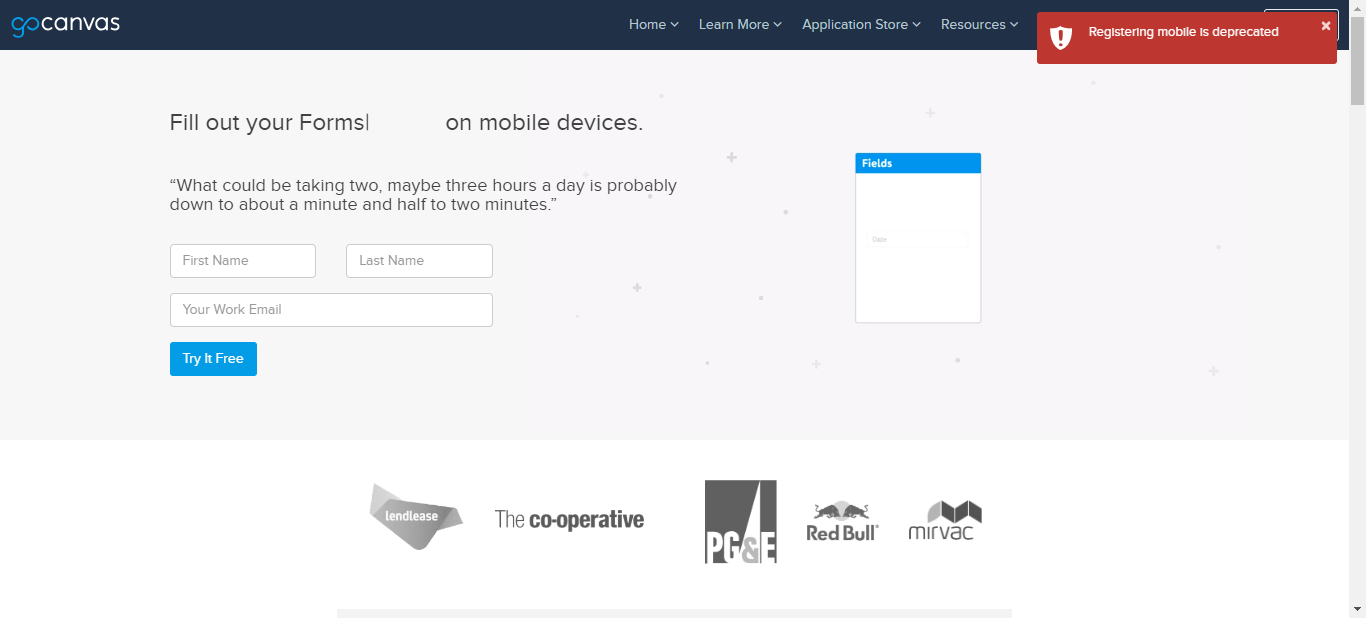 gocanvas
Home Learn More Application Store Resources
Registering mobile is deprecated
Fill out your Forms on mobile devices.
“What could be taking two, maybe three hours a day is probably
down to about a minute and half to two minutes.”
First Name Last Name
Your Work Email
Try It Free
Fields
Date
lendlease
The co-operative
PG&E
Red Bull
mirvac